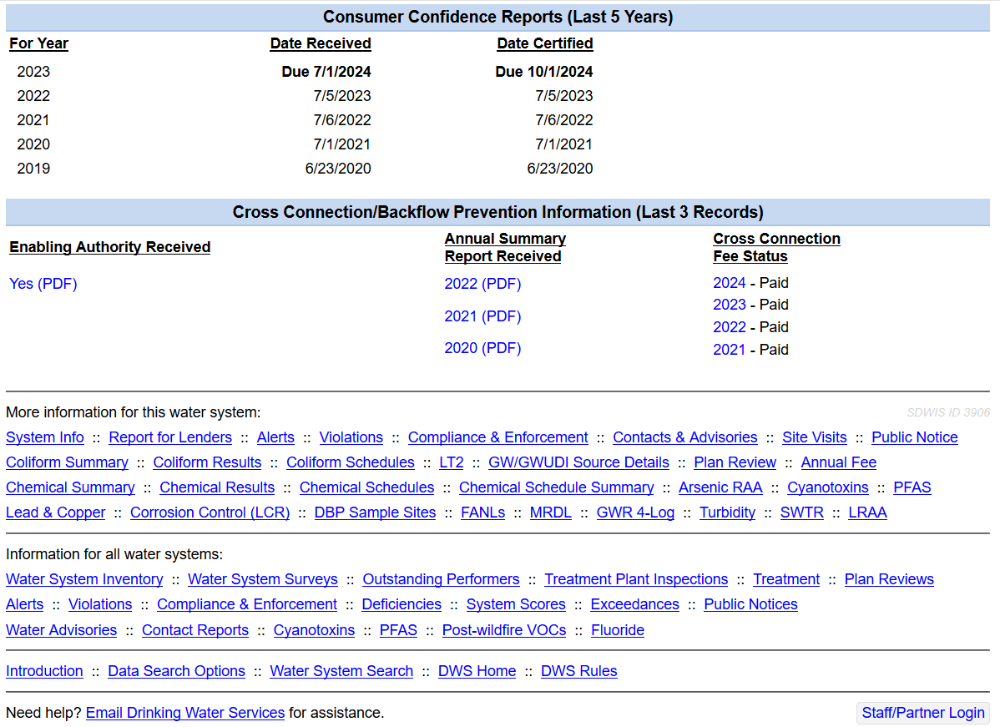 Consumer Confidence Reports (Last 5 Years)
For Year Date Received Date Certified
2023 Due 7/1/2024 Due 10/1/2024
2022 7/5/2023 7/5/2023
2021 7/6/2022 7/6/2022
2020 7/1/2021 7/1/2021
2019 6/23/2020 6/23/2020
Cross Connection/Backflow Prevention Information (Last 3 Records)
Enabling Authority Received
Annual Summary
Report Received
Cross Connection
Fee Status
Yes (PDF)
2022 (PDF)
2021 (PDF)
2020 (PDF)
2024 - Paid
2023 - Paid
2022 - Paid
2021 - Paid
More information for this water system: SDWIS ID 3906
System Info :: Report for Lenders :: Alerts :: Violations :: Compliance & Enforcement :: Contacts & Advisories :: Site Visits :: Public Notice
Coliform Summary :: Coliform Results :: Coliform Schedules :: LT2 :: GW/GWUDI Source Details :: Plan Review :: Annual Fee
Chemical Summary :: Chemical Results :: Chemical Schedules :: Chemical Schedule Summary :: Arsenic RAA :: Cyanotoxins :: PFAS
Lead & Copper :: Corrosion Control (LCR) :: DBP Sample Sites :: FANLs :: MRDL :: GWR 4-Log :: Turbidity :: SWTR :: LRAA
Information for all water systems:
Water System Inventory :: Water System Surveys :: Outstanding Performers :: Treatment Plant Inspections :: Treatment :: Plan Reviews
Alerts :: Violations :: Compliance & Enforcement :: Deficiencies :: System Scores :: Exceedances :: Public Notices
Water Advisories :: Contact Reports :: Cyanotoxins :: PFAS :: Post-wildfire VOCs :: Fluoride
Introduction :: Data Search Options :: Water System Search :: DWS Home :: DWS Rules
Need help? Email Drinking Water Services for assistance. Staff/Partner Login